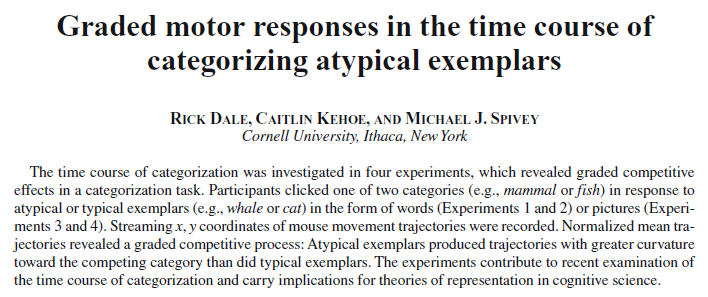 Graded motor responses in the time course of
categorizing atypical exemplars
RICK DALE, CAITLIN KEHOE, AND MICHAEL J. SPIVEY
Cornell University, Ithaca, New York
The time course of categorization was investigated in four experiments, which revealed graded competitive
effects in a categorization task. Participants clicked one of two categories (e.g., mammal or fish) in response to
atypical or typical exemplars (e.g., whale or cat) in the form of words (Experiments 1 and 2) or pictures (Experi-
ments 3 and 4). Streaming x, y coordinates of mouse movement trajectories were recorded. Normalized mean tra-
jectories revealed a graded competitive process: Atypical exemplars produced trajectories with greater curvature
toward the competing category than did typical exemplars. The experiments contribute to recent examination of
the time course of categorization and carry implications for theories of representation in cognitive science.